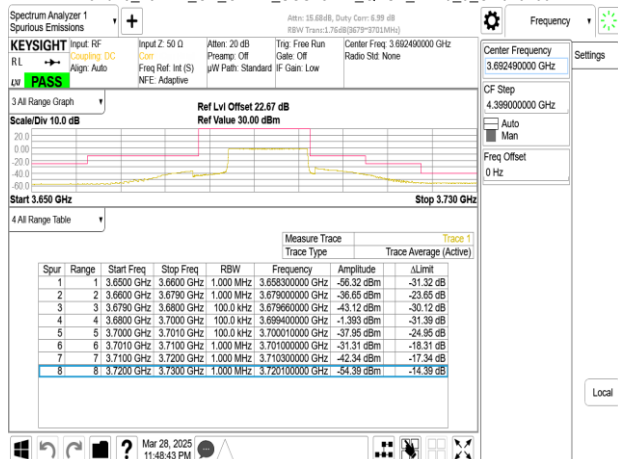 Spectrum Analyzer 1
Spurious Emissions
Attn: 15.68dB, Duty Corr: 6.99 dB
RBW Trans:1.76dB(3679~3701MHz)
Frequency
KEYSIGHT Input: RF Input Z: 50 Ω Atten: 20 dB Trig: Free Run Center Freq: 3.692490000 GHz
RL Coupling: DC Corr Preamp: Off Gate: Off Radio Std: None
Align: Auto Freq Ref: Int (S) µW Path: Standard IF Gain: Low
PASS NFE: Adaptive
Center Frequency
3.692490000 GHz
Settings
CF Step
4.399000000 GHz
Auto
Man
Freq Offset
0 Hz
3 All Range Graph
Scale/Div 10.0 dB
Ref Lvl Offset 22.67 dB
Ref Value 30.00 dBm
20.0
0.00
-20.0
-40.0
-60.0
Start 3.650 GHz Stop 3.730 GHz
4 All Range Table
Measure Trace Trace 1
Trace Type Trace Average (Active)
Spur Range Start Freq Stop Freq RBW Frequency Amplitude ΔLimit
1 1 3.6500 GHz 3.6600 GHz 1.000 MHz 3.658300000 GHz -56.32 dBm -31.32 dB
2 2 3.6600 GHz 3.6790 GHz 1.000 MHz 3.679000000 GHz -36.65 dBm -23.65 dB
3 3 3.6790 GHz 3.6800 GHz 100.0 kHz 3.679660000 GHz -43.12 dBm -30.12 dB
4 4 3.6800 GHz 3.7000 GHz 100.0 kHz 3.699400000 GHz -1.393 dBm -31.39 dB
5 5 3.7000 GHz 3.7010 GHz 100.0 kHz 3.700010000 GHz -37.95 dBm -24.95 dB
6 6 3.7010 GHz 3.7100 GHz 1.000 MHz 3.701000000 GHz -31.31 dBm -18.31 dB
7 7 3.7100 GHz 3.7200 GHz 1.000 MHz 3.710300000 GHz -42.34 dBm -17.34 dB
8 8 3.7200 GHz 3.7300 GHz 1.000 MHz 3.720100000 GHz -54.39 dBm -14.39 dB
Local
Mar 28, 2025
11:48:43 PM